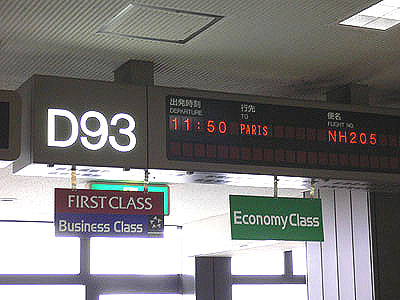 D93
出発時刻 行先 便名
DEPARTURE TO FLIGHT NO.
11:50 PARIS NH205
FIRST CLASS
Business Class
Economy Class